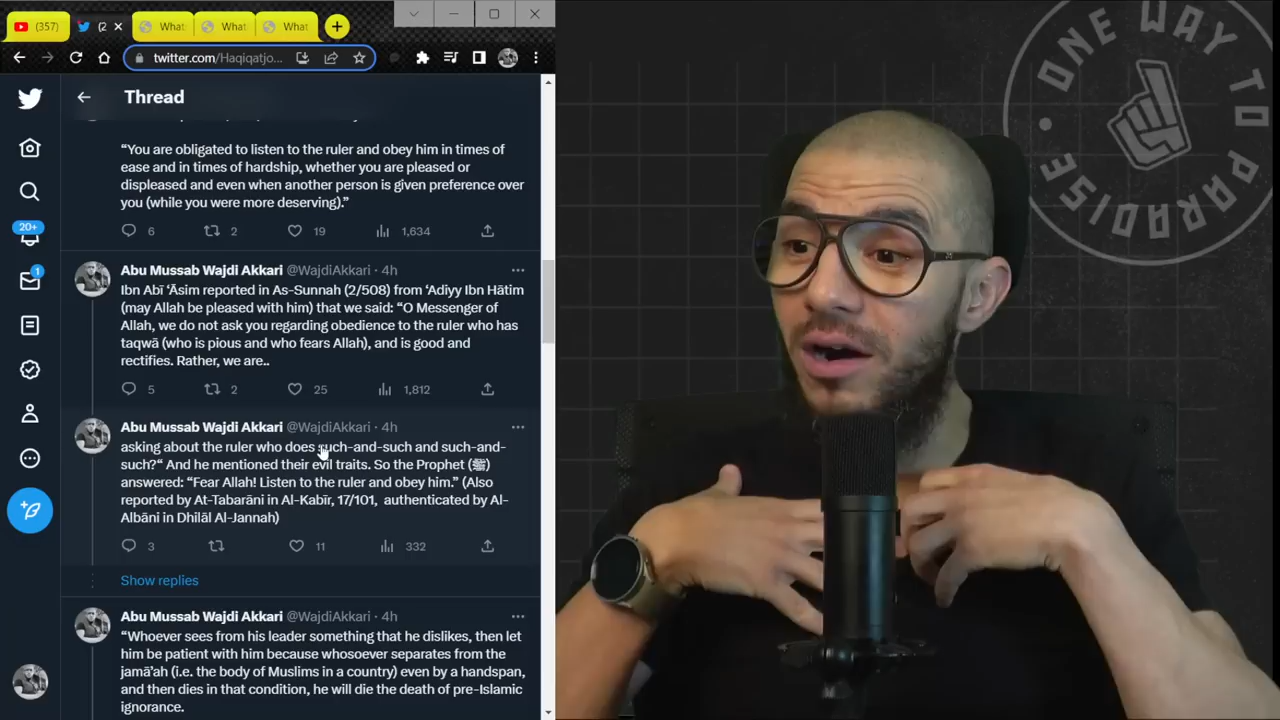 (357)
(2
What
What
What
twitter.com/Haqiqatjo...
Thread
20+
1
"You are obligated to listen to the ruler and obey him in times of
ease and in times of hardship, whether you are pleased or
displeased and even when another person is given preference over
you (while you were more deserving)."
6 2 19 1,634
Abu Mussab Wajdi Akkari @WajdiAkkari · 4h
Ibn Abī 'Āsim reported in As-Sunnah (2/508) from 'Adiyy Ibn Hātim
(may Allah be pleased with him) that we said: "O Messenger of
Allah, we do not ask you regarding obedience to the ruler who has
taqwā (who is pious and who fears Allah), and is good and
rectifies. Rather, we are..
5 2 25 1,812
Abu Mussab Wajdi Akkari @WajdiAkkari · 4h
asking about the ruler who does such-and-such and such-and-
such?" And he mentioned their evil traits. So the Prophet (ﷺ)
answered: "Fear Allah! Listen to the ruler and obey him." (Also
reported by At-Tabarāni in Al-Kabīr, 17/101, authenticated by Al-
Albāni in Dhilāl Al-Jannah)
3 11 332
Show replies
Abu Mussab Wajdi Akkari @WajdiAkkari · 4h
"Whoever sees from his leader something that he dislikes, then let
him be patient with him because whosoever separates from the
jamā'ah (i.e. the body of Muslims in a country) even by a handspan,
and then dies in that condition, he will die the death of pre-Islamic
ignorance.
ONE WAY TO PARADISE